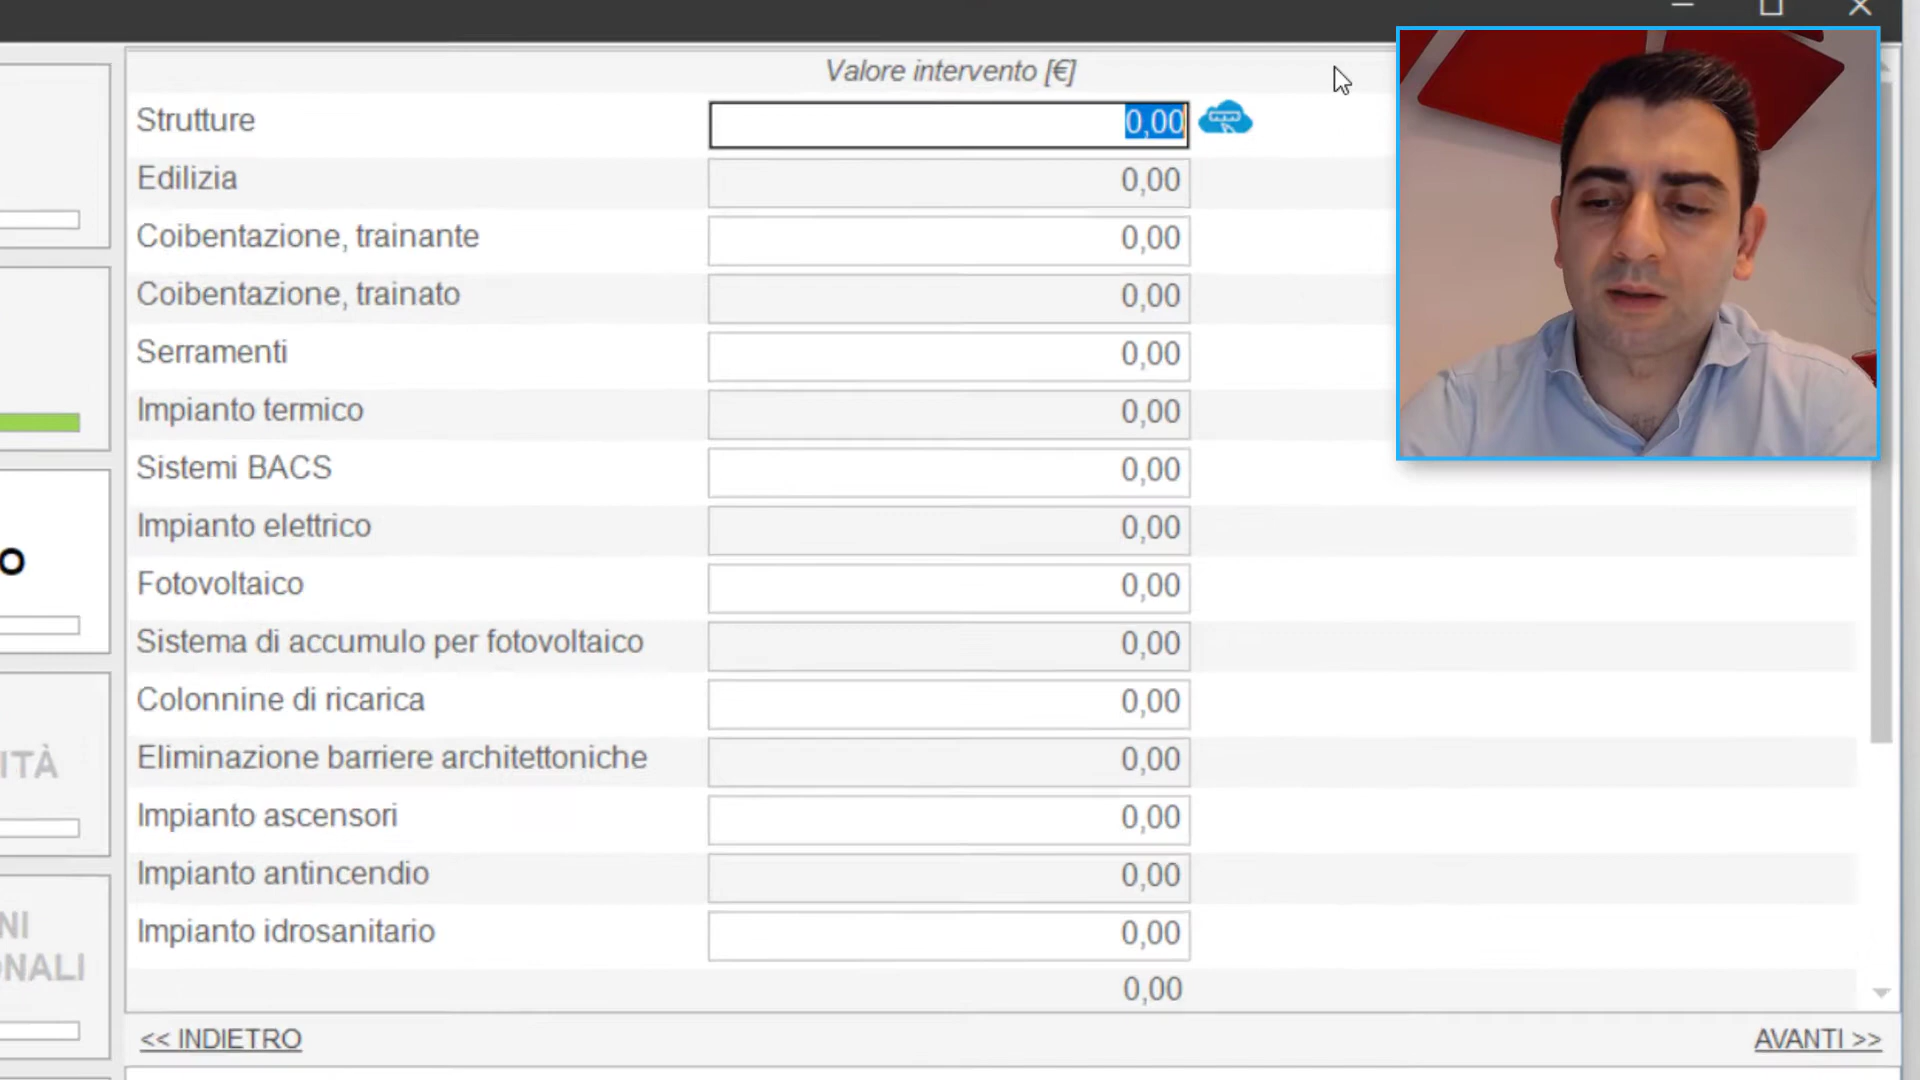 Valore intervento [€]
Strutture 0,00
Edilizia 0,00
Coibentazione, trainante 0,00
Coibentazione, trainato 0,00
Serramenti 0,00
Impianto termico 0,00
Sistemi BACS 0,00
Impianto elettrico 0,00
O
Fotovoltaico 0,00
Sistema di accumulo per fotovoltaico 0,00
Colonnine di ricarica 0,00
ITÀ
Eliminazione barriere architettoniche 0,00
Impianto ascensori 0,00
Impianto antincendio 0,00
NI
Impianto idrosanitario 0,00
ONALI
0,00
<< INDIETRO
AVANTI >>